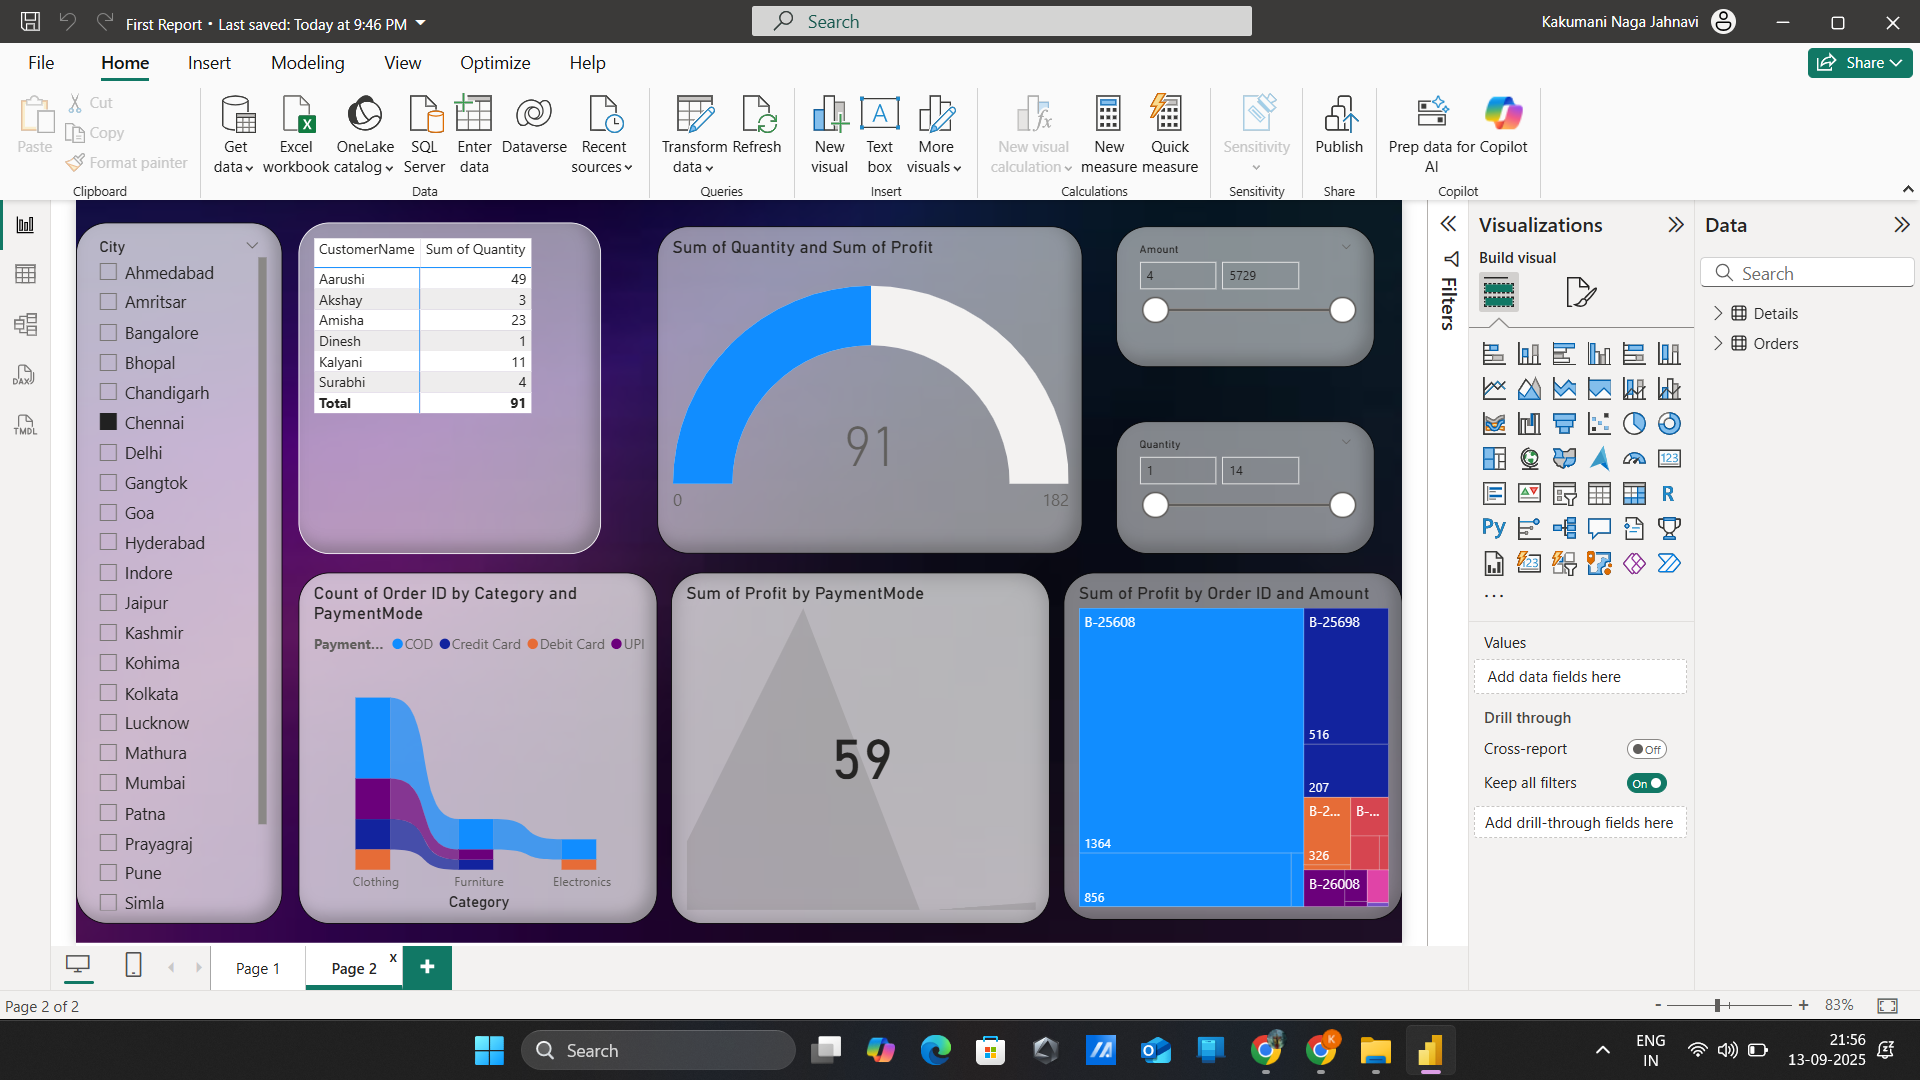 First Report • Last saved: Today at 9:46 PM
Search
Kakumani Naga Jahnavi
File
Home
Insert
Modeling
View
Optimize
Help
Share
Paste
Cut
Copy
Format painter
Clipboard
Get data
Excel workbook
OneLake catalog
SQL Server
Enter data
Dataverse
Recent sources
Data
Transform data
Refresh
Queries
New visual
Text box
More visuals
Insert
New visual calculation
New measure
Quick measure
Calculations
Sensitivity
Sensitivity
Publish
Share
Prep data for AI
Copilot
Copilot
City
Ahmedabad
Amritsar
Bangalore
Bhopal
Chandigarh
Chennai
Delhi
Gangtok
Goa
Hyderabad
Indore
Jaipur
Kashmir
Kohima
Kolkata
Lucknow
Mathura
Mumbai
Patna
Prayagraj
Pune
Simla
CustomerName Sum of Quantity
Aarushi 49
Akshay 3
Amisha 23
Dinesh 1
Kalyani 11
Surabhi 4
Total 91
Sum of Quantity and Sum of Profit
91
0
182
Amount
4
5729
Quantity
1
14
Count of Order ID by Category and
PaymentMode
Payment... COD Credit Card Debit Card UPI
Clothing
Furniture
Electronics
Category
Sum of Profit by PaymentMode
59
Sum of Profit by Order ID and Amount
B-25608
1364
856
B-25698
516
207
B-2...
326
B-...
B-26008
Filters
Visualizations
Build visual
Py
R
123
123
...
Values
Add data fields here
Drill through
Cross-report
Off
Keep all filters
On
Add drill-through fields here
Data
Search
Details
Orders
DAX
TMDL
Page 1
Page 2
x
+
Page 2 of 2
- + 83%
Search
K
ENG
IN
21:56
13-09-2025